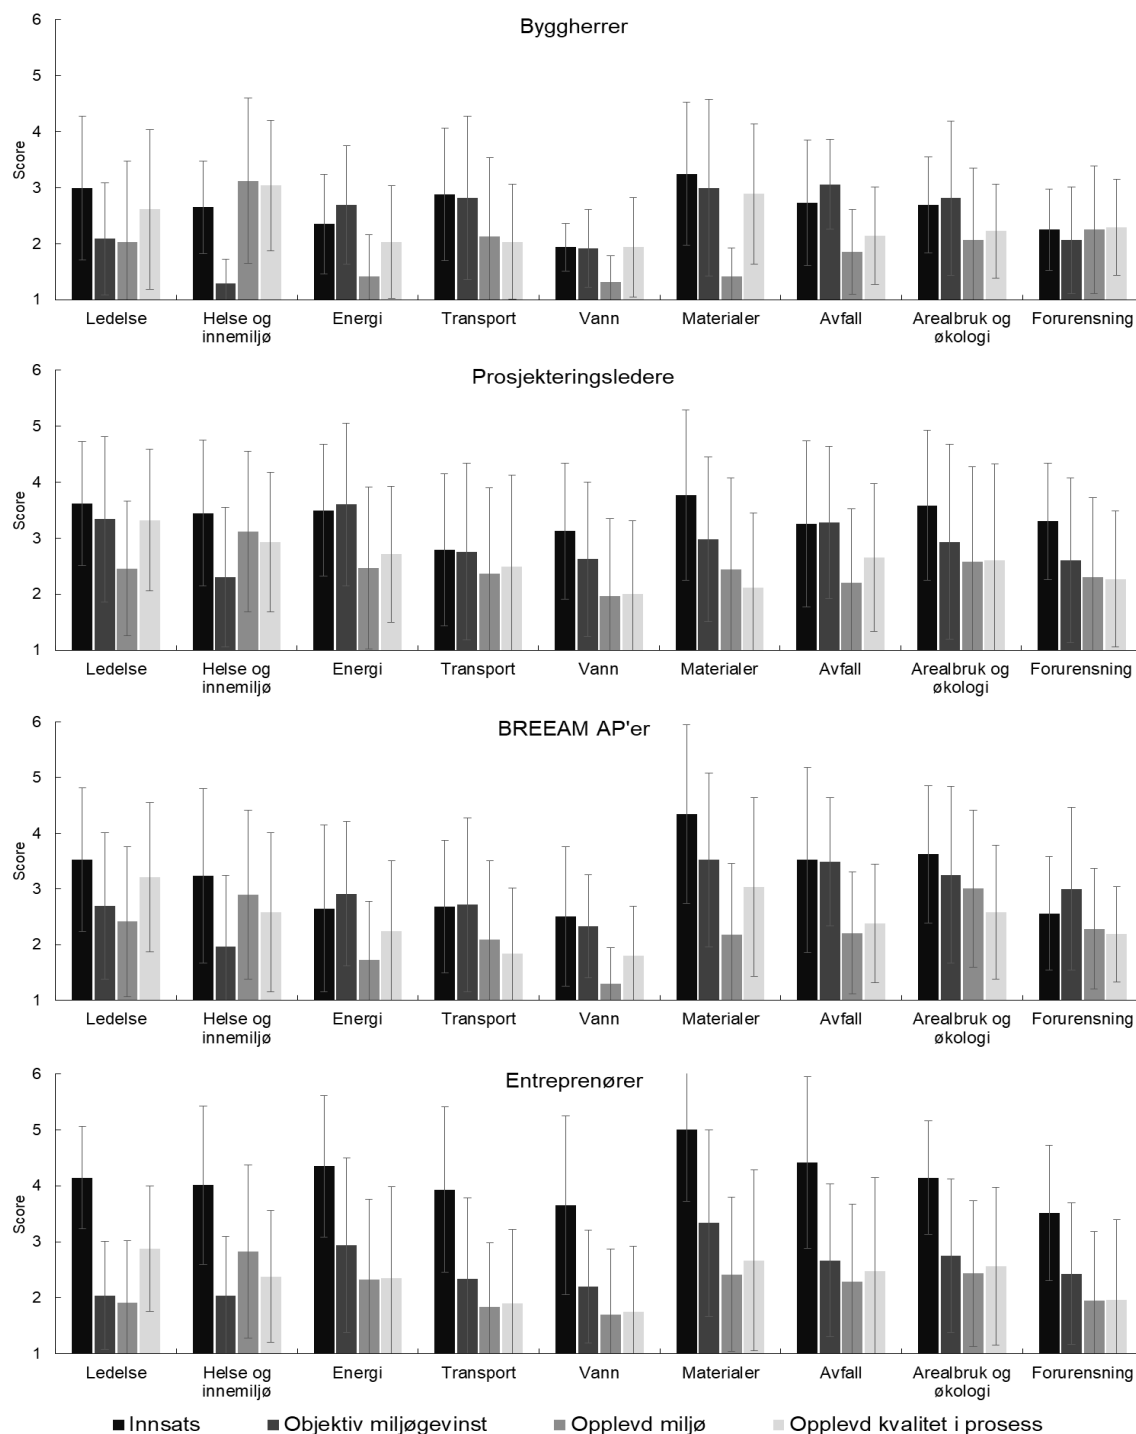 Byggherrer
6
5
4
3
2
1
Score
Ledelse Helse og innemiljø Energi Transport Vann Materialer Avfall Arealbruk og økologi Forurensning
Prosjekteringsledere
6
5
4
3
2
1
Score
Ledelse Helse og innemiljø Energi Transport Vann Materialer Avfall Arealbruk og økologi Forurensning
BREEAM AP'er
6
5
4
3
2
1
Score
Ledelse Helse og innemiljø Energi Transport Vann Materialer Avfall Arealbruk og økologi Forurensning
Entreprenører
6
5
4
3
2
1
Score
Ledelse Helse og innemiljø Energi Transport Vann Materialer Avfall Arealbruk og økologi Forurensning
Innsats Objektiv miljøgevinst Opplevd miljø Opplevd kvalitet i prosess